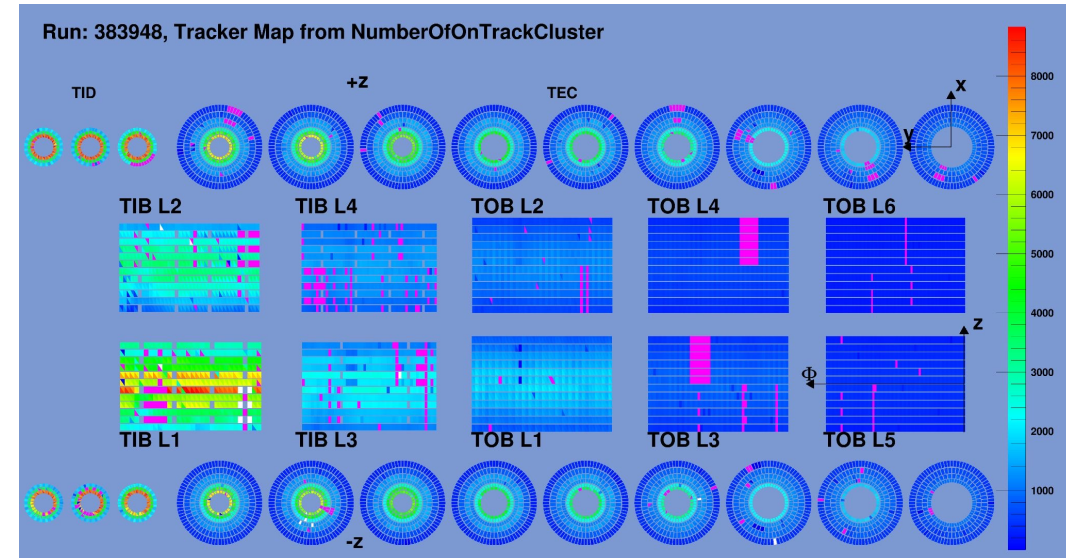 Run: 383948, Tracker Map from NumberOfOnTrackCluster
+z
TID
TEC
x
y
8000
7000
6000
5000
4000
3000
2000
1000
TIB L2
TIB L4
TOB L2
TOB L4
TOB L6
z
Φ
TIB L1
TIB L3
TOB L1
TOB L3
TOB L5
-z